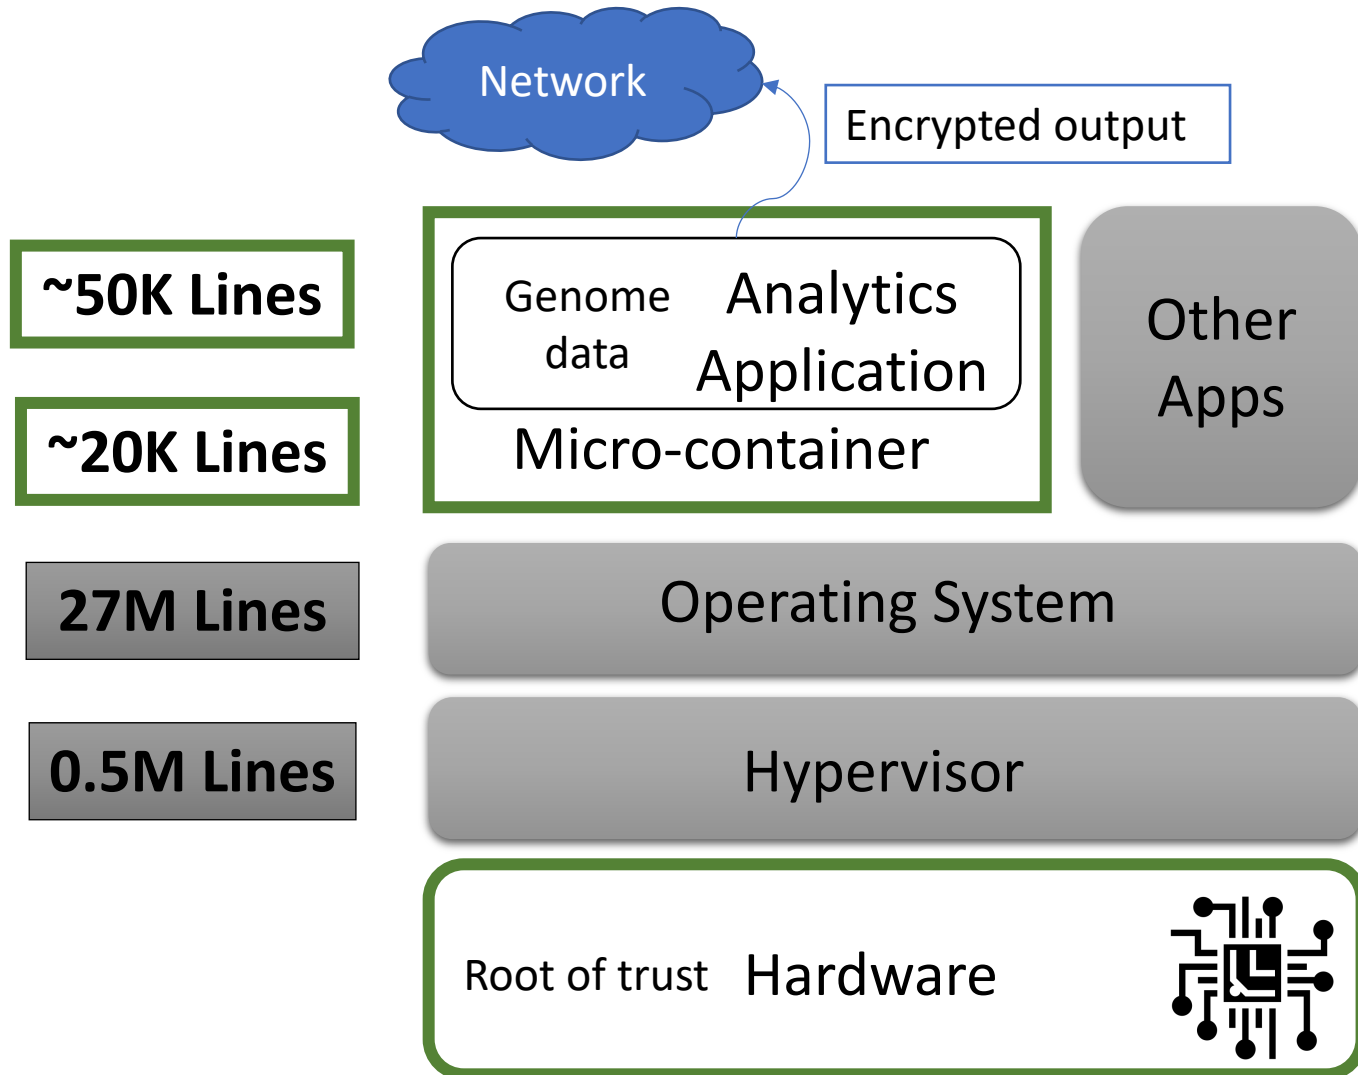 Network
Encrypted output
~50K Lines
Genome
data
Analytics
Application
Other
Apps
~20K Lines
Micro-container
27M Lines
Operating System
0.5M Lines
Hypervisor
Root of trust
Hardware